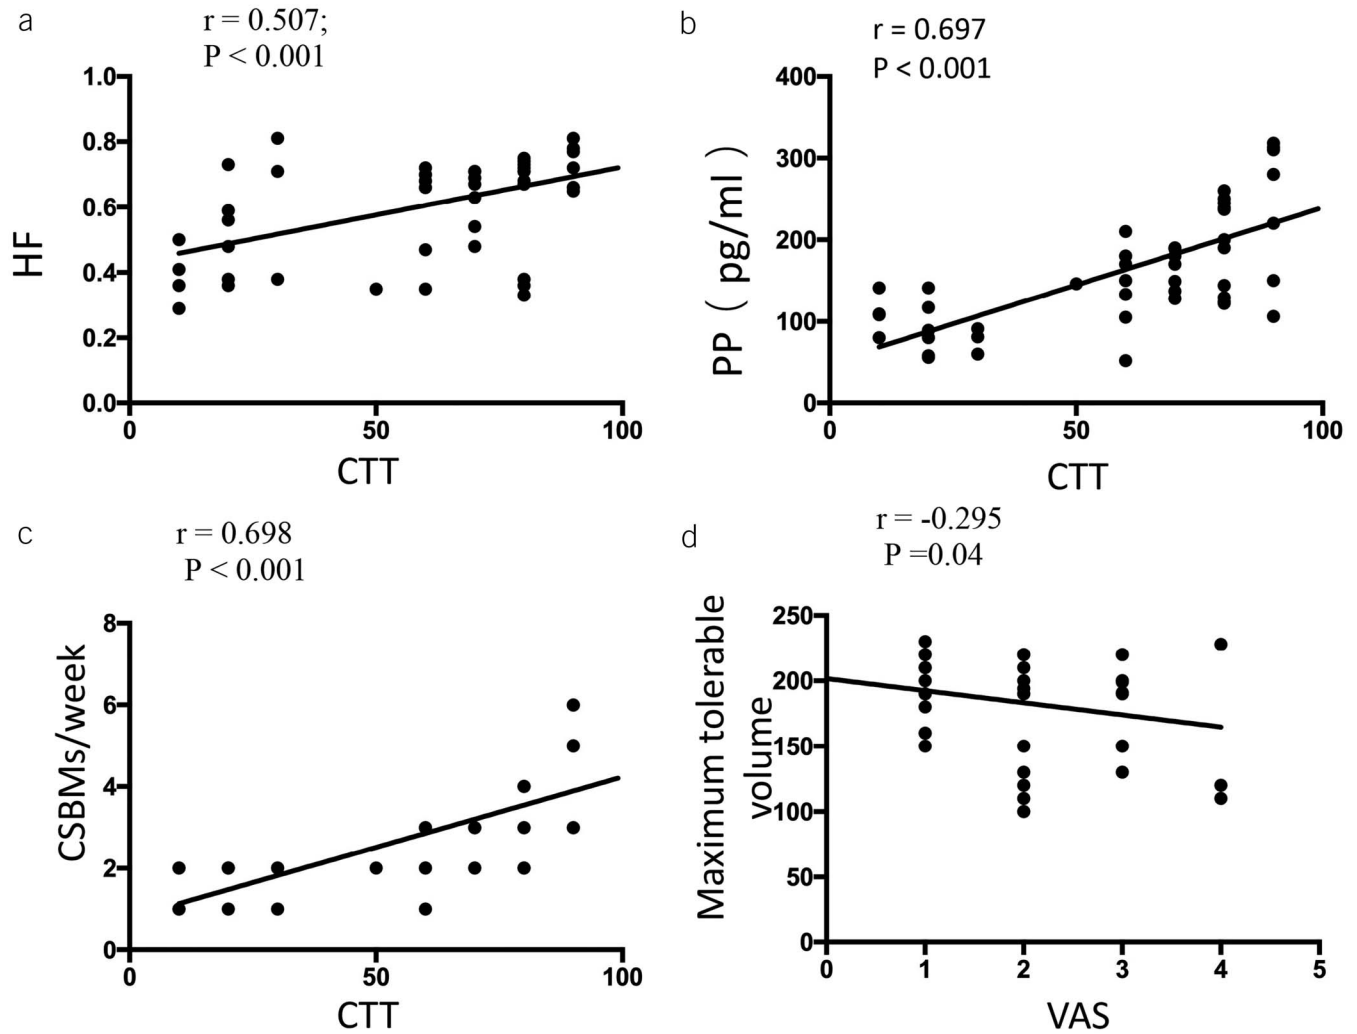 a
r = 0.507;
P < 0.001
HF
1.0
0.8
0.6
0.4
0.2
0.0
0
50
100
CTT
b
r = 0.697
P < 0.001
PP ( pg/ml )
400
300
200
100
0
0
50
100
CTT
c
r = 0.698
P < 0.001
CSBMs/week
8
6
4
2
0
0
50
100
CTT
d
r = -0.295
P =0.04
Maximum tolerable
volume
250
200
150
100
50
0
0
1
2
3
4
5
VAS